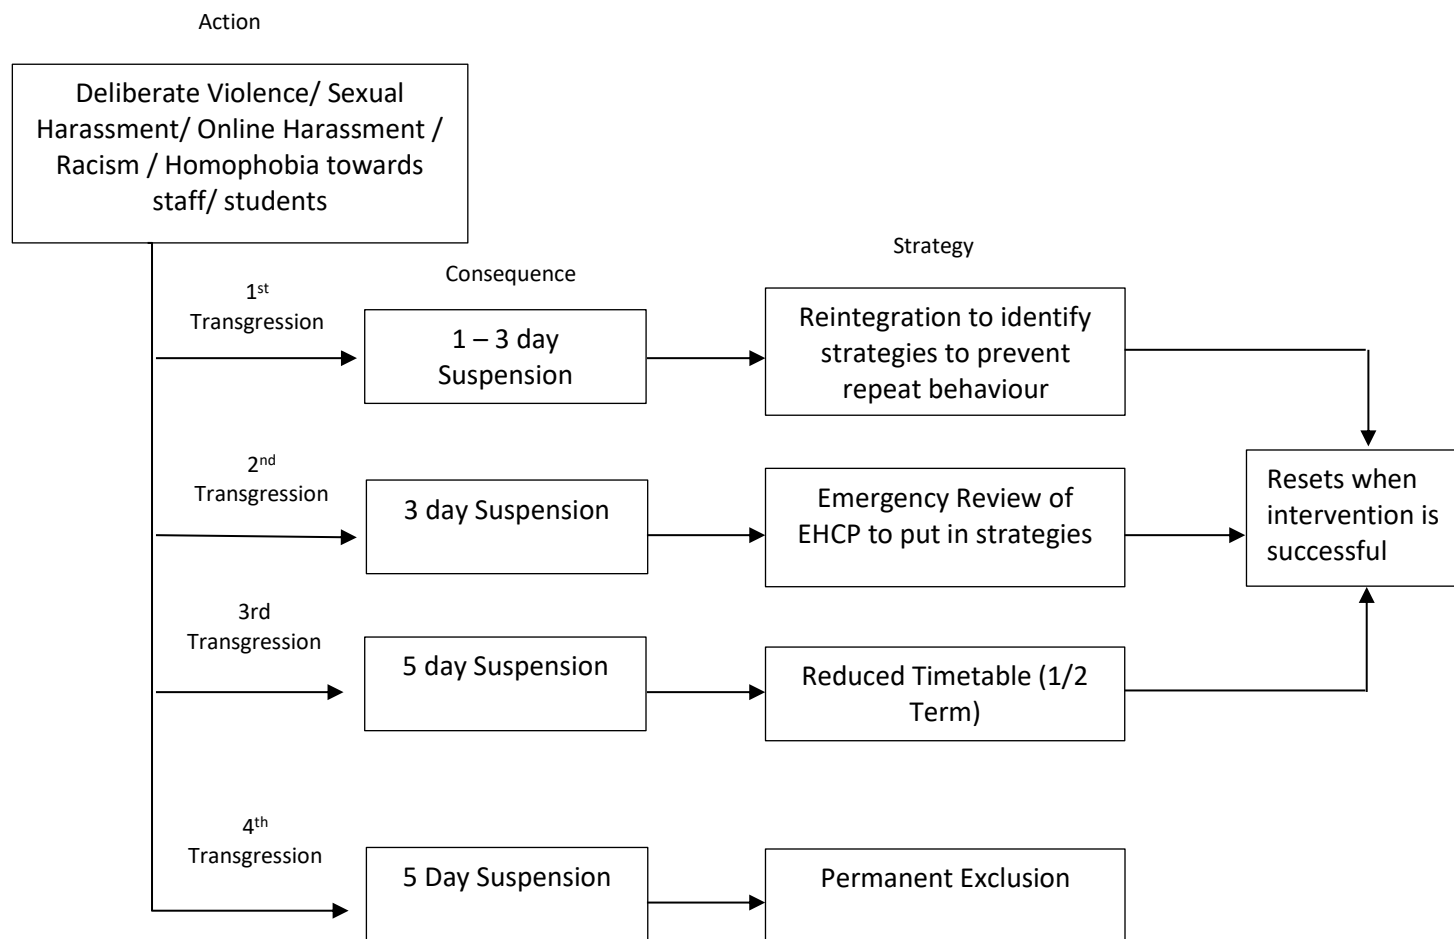 Action
Deliberate Violence/ Sexual
Harassment/ Online Harassment /
Racism / Homophobia towards
staff/ students
Strategy
Consequence
1st
Transgression
1 – 3 day
Suspension
Reintegration to identify
strategies to prevent
repeat behaviour
2nd
Transgression
3 day Suspension
Emergency Review of
EHCP to put in strategies
Resets when
intervention is
successful
3rd
Transgression
5 day Suspension
Reduced Timetable (1/2
Term)
4th
Transgression
5 Day Suspension
Permanent Exclusion